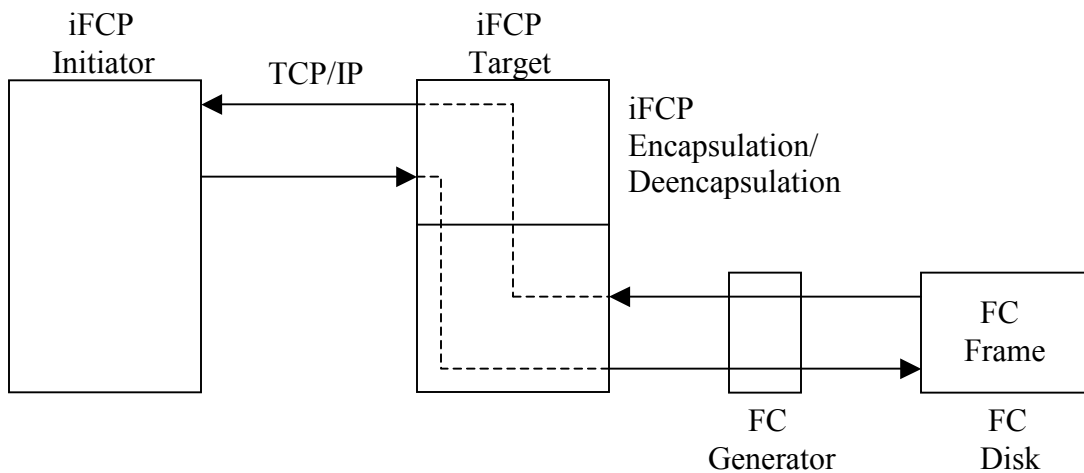 iFCP
Initiator
TCP/IP
iFCP
Target
iFCP
Encapsulation/
Deencapsulation
FC
Frame
FC
Generator
FC
Disk